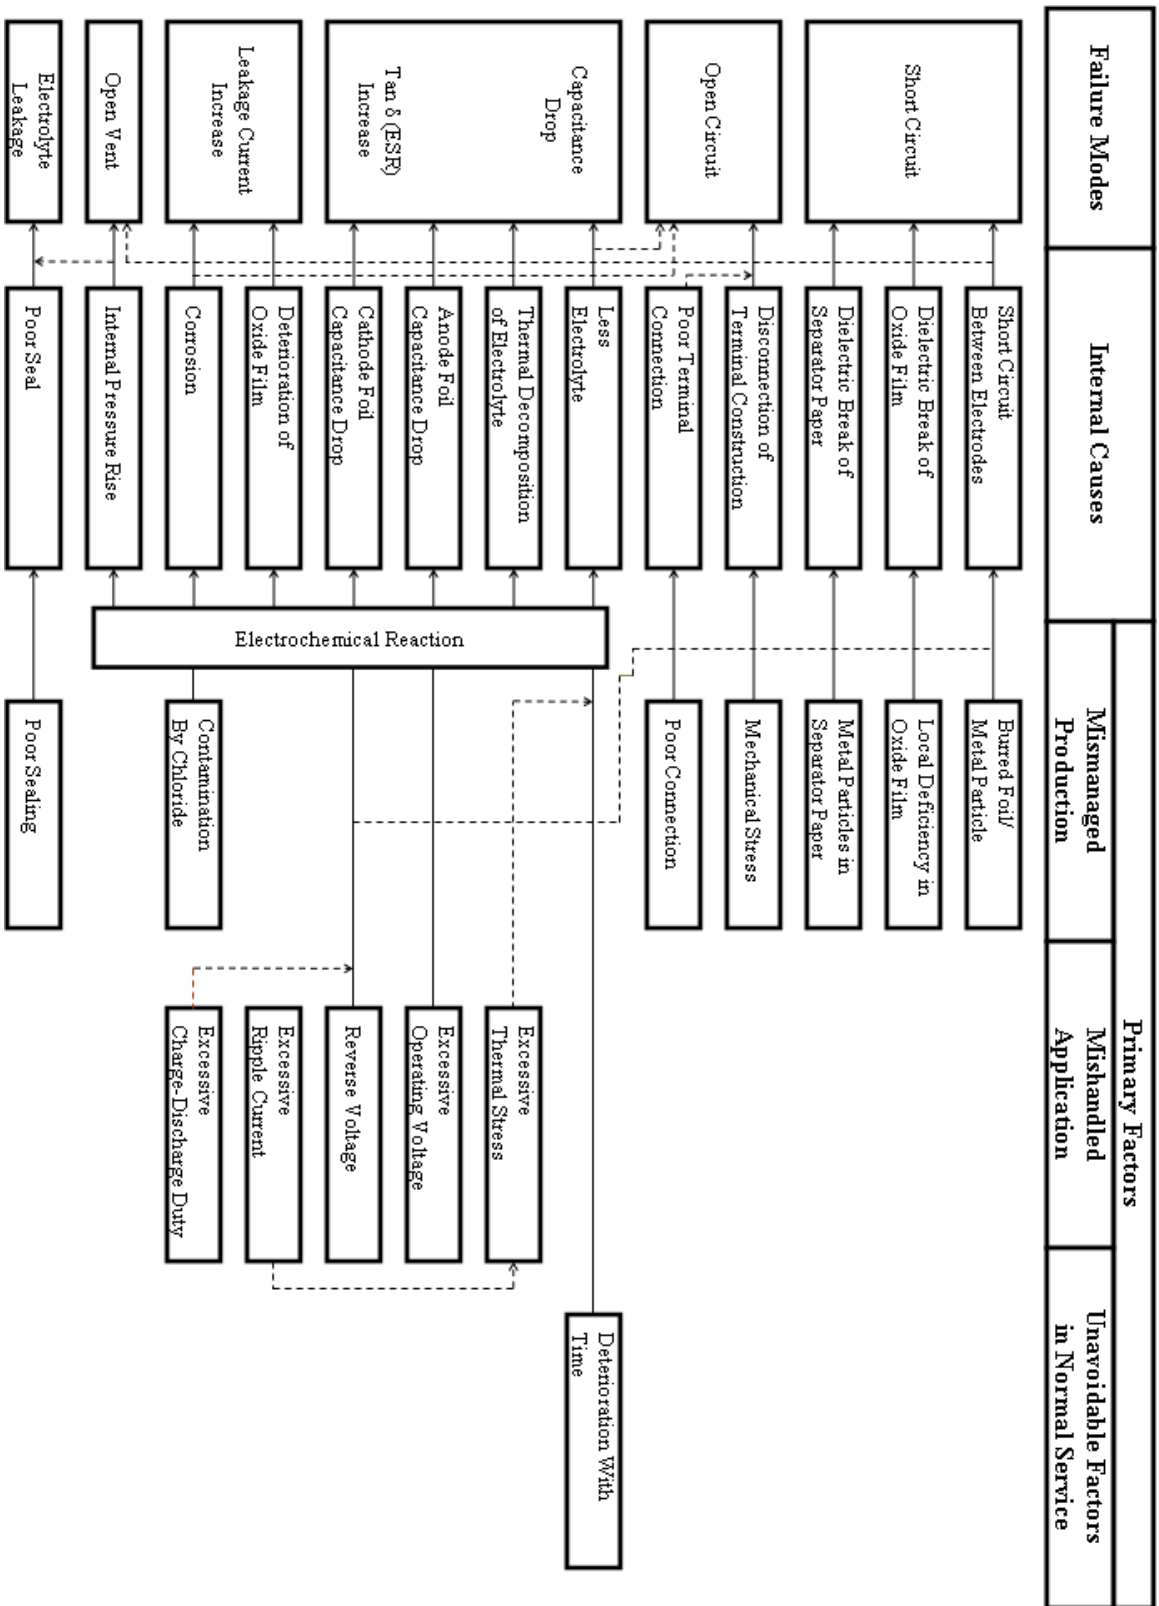 Failure Modes
Internal Causes
Primary Factors
Mismanaged
Production
Mishandled
Application
Unavoidable Factors
in Normal Service
Short Circuit
Short Circuit
Between Electrodes
Burred Foil/
Metal Particle
Dielectric Break of
Oxide Film
Local Deficiency in
Oxide Film
Dielectric Break of
Separator Paper
Metal Particles in
Separator Paper
Open Circuit
Disconnection of
Terminal Construction
Mechanical Stress
Poor Terminal
Connection
Poor Connection
Capacitance
Drop
Tan δ (ESR)
Increase
Less
Electrolyte
Deterioration With
Time
Thermal Decomposition
of Electrolyte
Excessive
Thermal Stress
Anode Foil
Capacitance Drop
Excessive
Operating Voltage
Cathode Foil
Capacitance Drop
Reverse Voltage
Electrochemical Reaction
Leakage Current
Increase
Deterioration of
Oxide Film
Excessive
Ripple Current
Corrosion
Contamination
By Chloride
Excessive
Charge-Discharge Duty
Open Vent
Internal Pressure Rise
Electrolyte
Leakage
Poor Seal
Poor Sealing